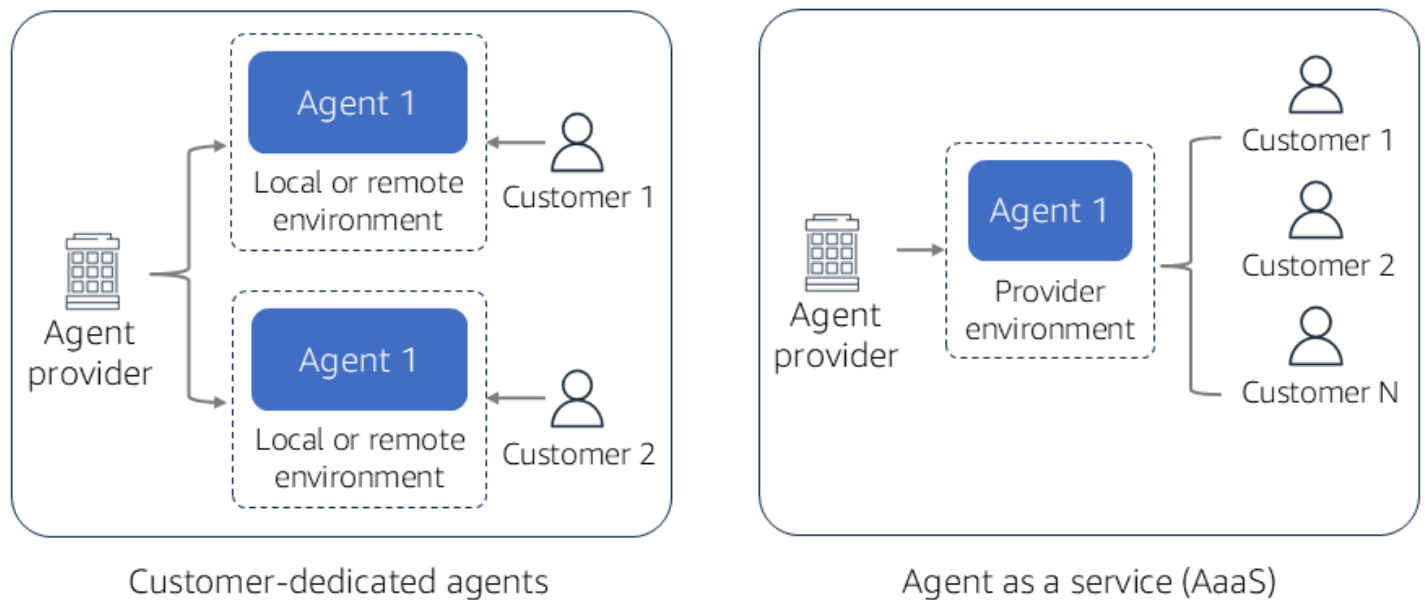 Agent 1
Local or remote
environment
Customer 1
Agent
provider
Agent 1
Local or remote
environment
Customer 2
Customer-dedicated agents
Agent
provider
Agent 1
Provider
environment
Customer 1
Customer 2
Customer N
Agent as a service (AaaS)